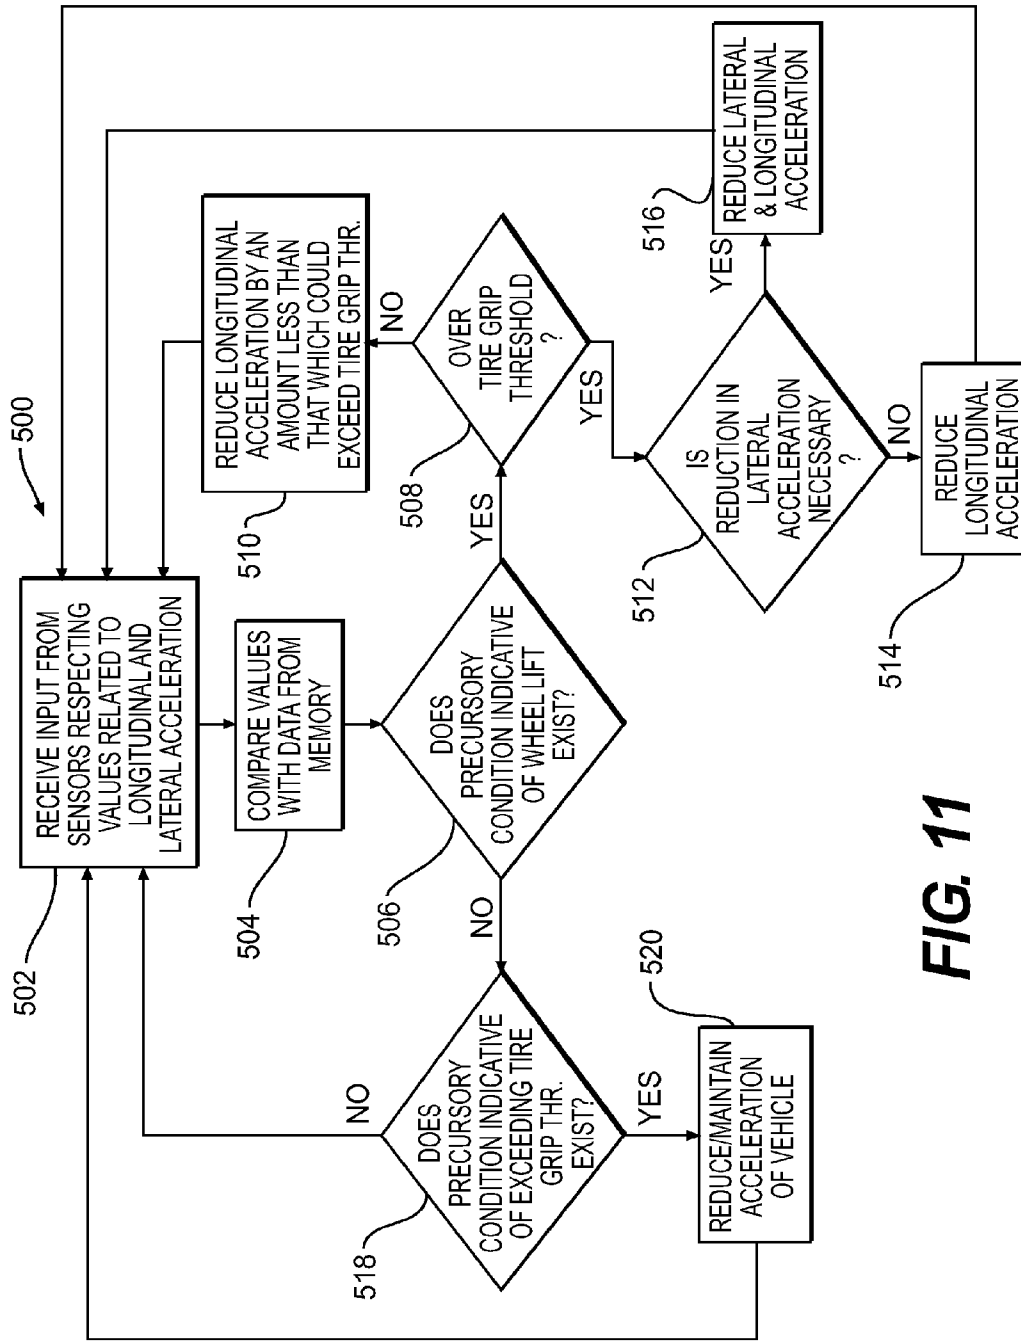 500
502
RECEIVE INPUT FROM
SENSORS RESPECTING
VALUES RELATED TO
LONGITUDINAL AND
LATERAL ACCELERATION
504
COMPARE VALUES
WITH DATA FROM
MEMORY
506
DOES
PRECURSORY
CONDITION INDICATIVE
OF WHEEL LIFT
EXIST?
NO
YES
508
OVER
TIRE GRIP
THRESHOLD
?
NO
YES
510
REDUCE LONGITUDINAL
ACCELERATION BY AN
AMOUNT LESS THAN
THAT WHICH COULD
EXCEED TIRE GRIP THR.
512
IS
REDUCTION IN
LATERAL
ACCELERATION
NECESSARY
?
YES
NO
516
REDUCE LATERAL
& LONGITUDINAL
ACCELERATION
514
REDUCE
LONGITUDINAL
ACCELERATION
518
DOES
PRECURSORY
CONDITION INDICATIVE
OF EXCEEDING TIRE
GRIP THR.
EXIST?
NO
YES
520
REDUCE/MAINTAIN
ACCELERATION
OF VEHICLE
FIG. 11